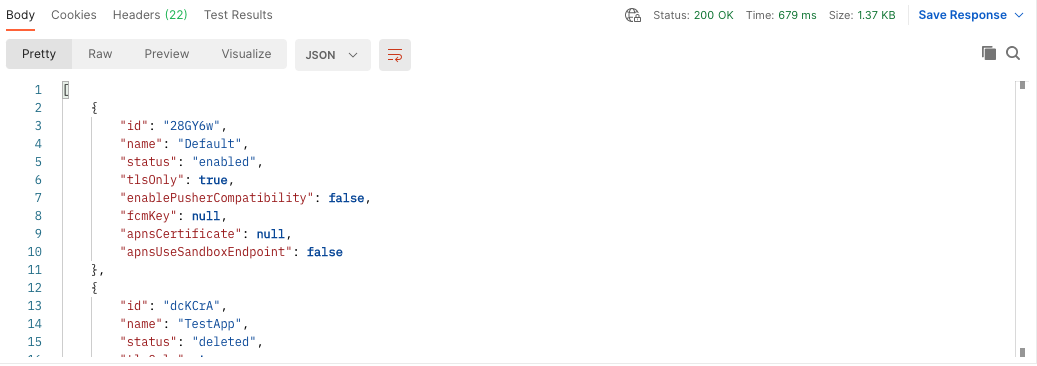 Body Cookies Headers (22) Test Results Status: 200 OK Time: 679 ms Size: 1.37 KB Save Response
Pretty Raw Preview Visualize JSON
1 [
2 {
3 "id": "28GY6w",
4 "name": "Default",
5 "status": "enabled",
6 "tlsOnly": true,
7 "enablePusherCompatibility": false,
8 "fcmKey": null,
9 "apnsCertificate": null,
10 "apnsUseSandboxEndpoint": false
11 },
12 {
13 "id": "dcKCrA",
14 "name": "TestApp",
15 "status": "deleted",